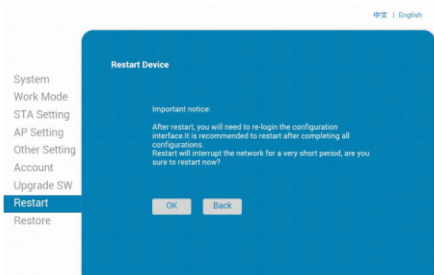 中文 | English
Restart Device
System
Work Mode
STA Setting
AP Setting
Other Setting
Account
Upgrade SW
Restart
Restore
Important notice:
After restart, you will need to re-login the configuration
interface.It is recommended to restart after completing all
configurations.
Restart will interrupt the network for a very short period, are you
sure to restart now?
OK Back